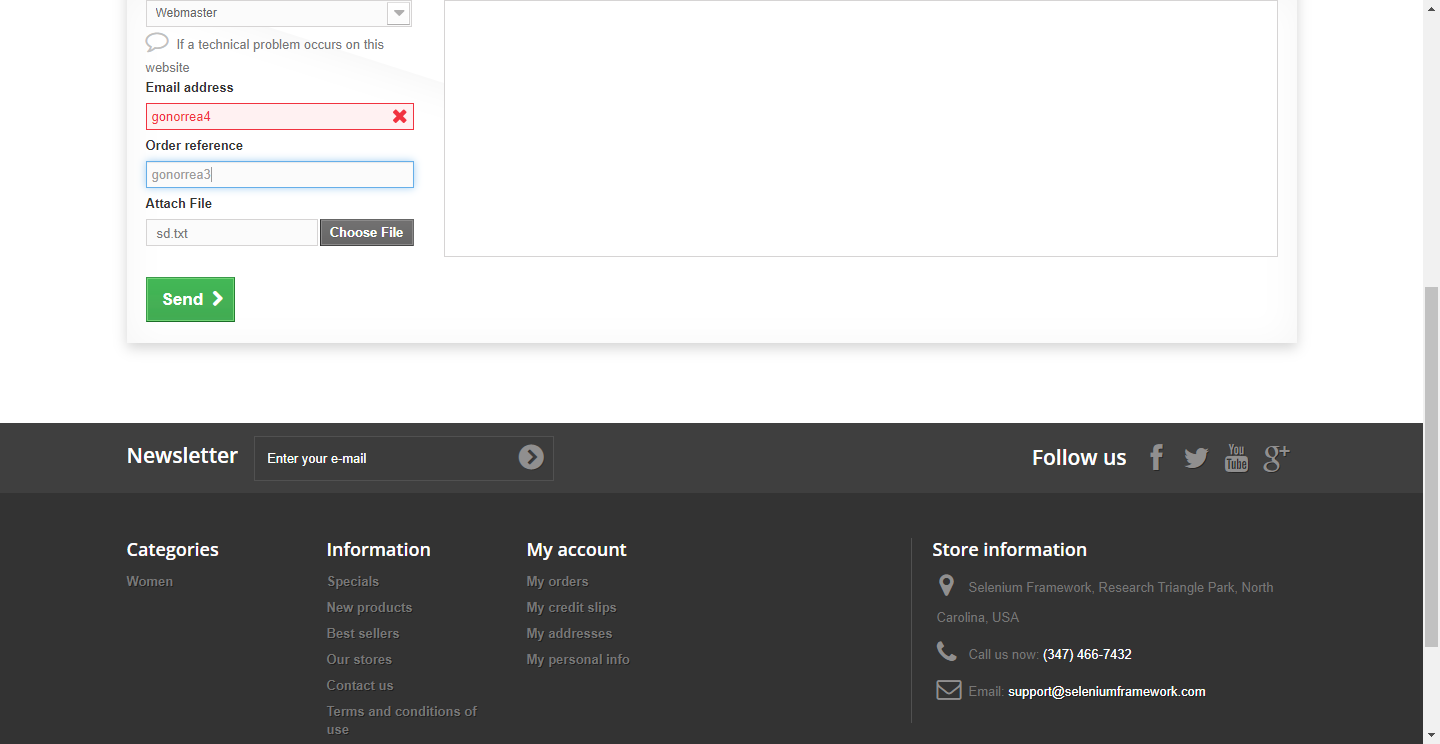 Webmaster
If a technical problem occurs on this
website
Email address
gonorrea4
Order reference
gonorrea3
Attach File
sd.txt
Choose File
Send
Newsletter
Enter your e-mail
Follow us
You
Tube
g+
Categories
Women
Information
Specials
New products
Best sellers
Our stores
Contact us
Terms and conditions of
use
My account
My orders
My credit slips
My addresses
My personal info
Store information
Selenium Framework, Research Triangle Park, North
Carolina, USA
Call us now: (347) 466-7432
Email: support@seleniumframework.com